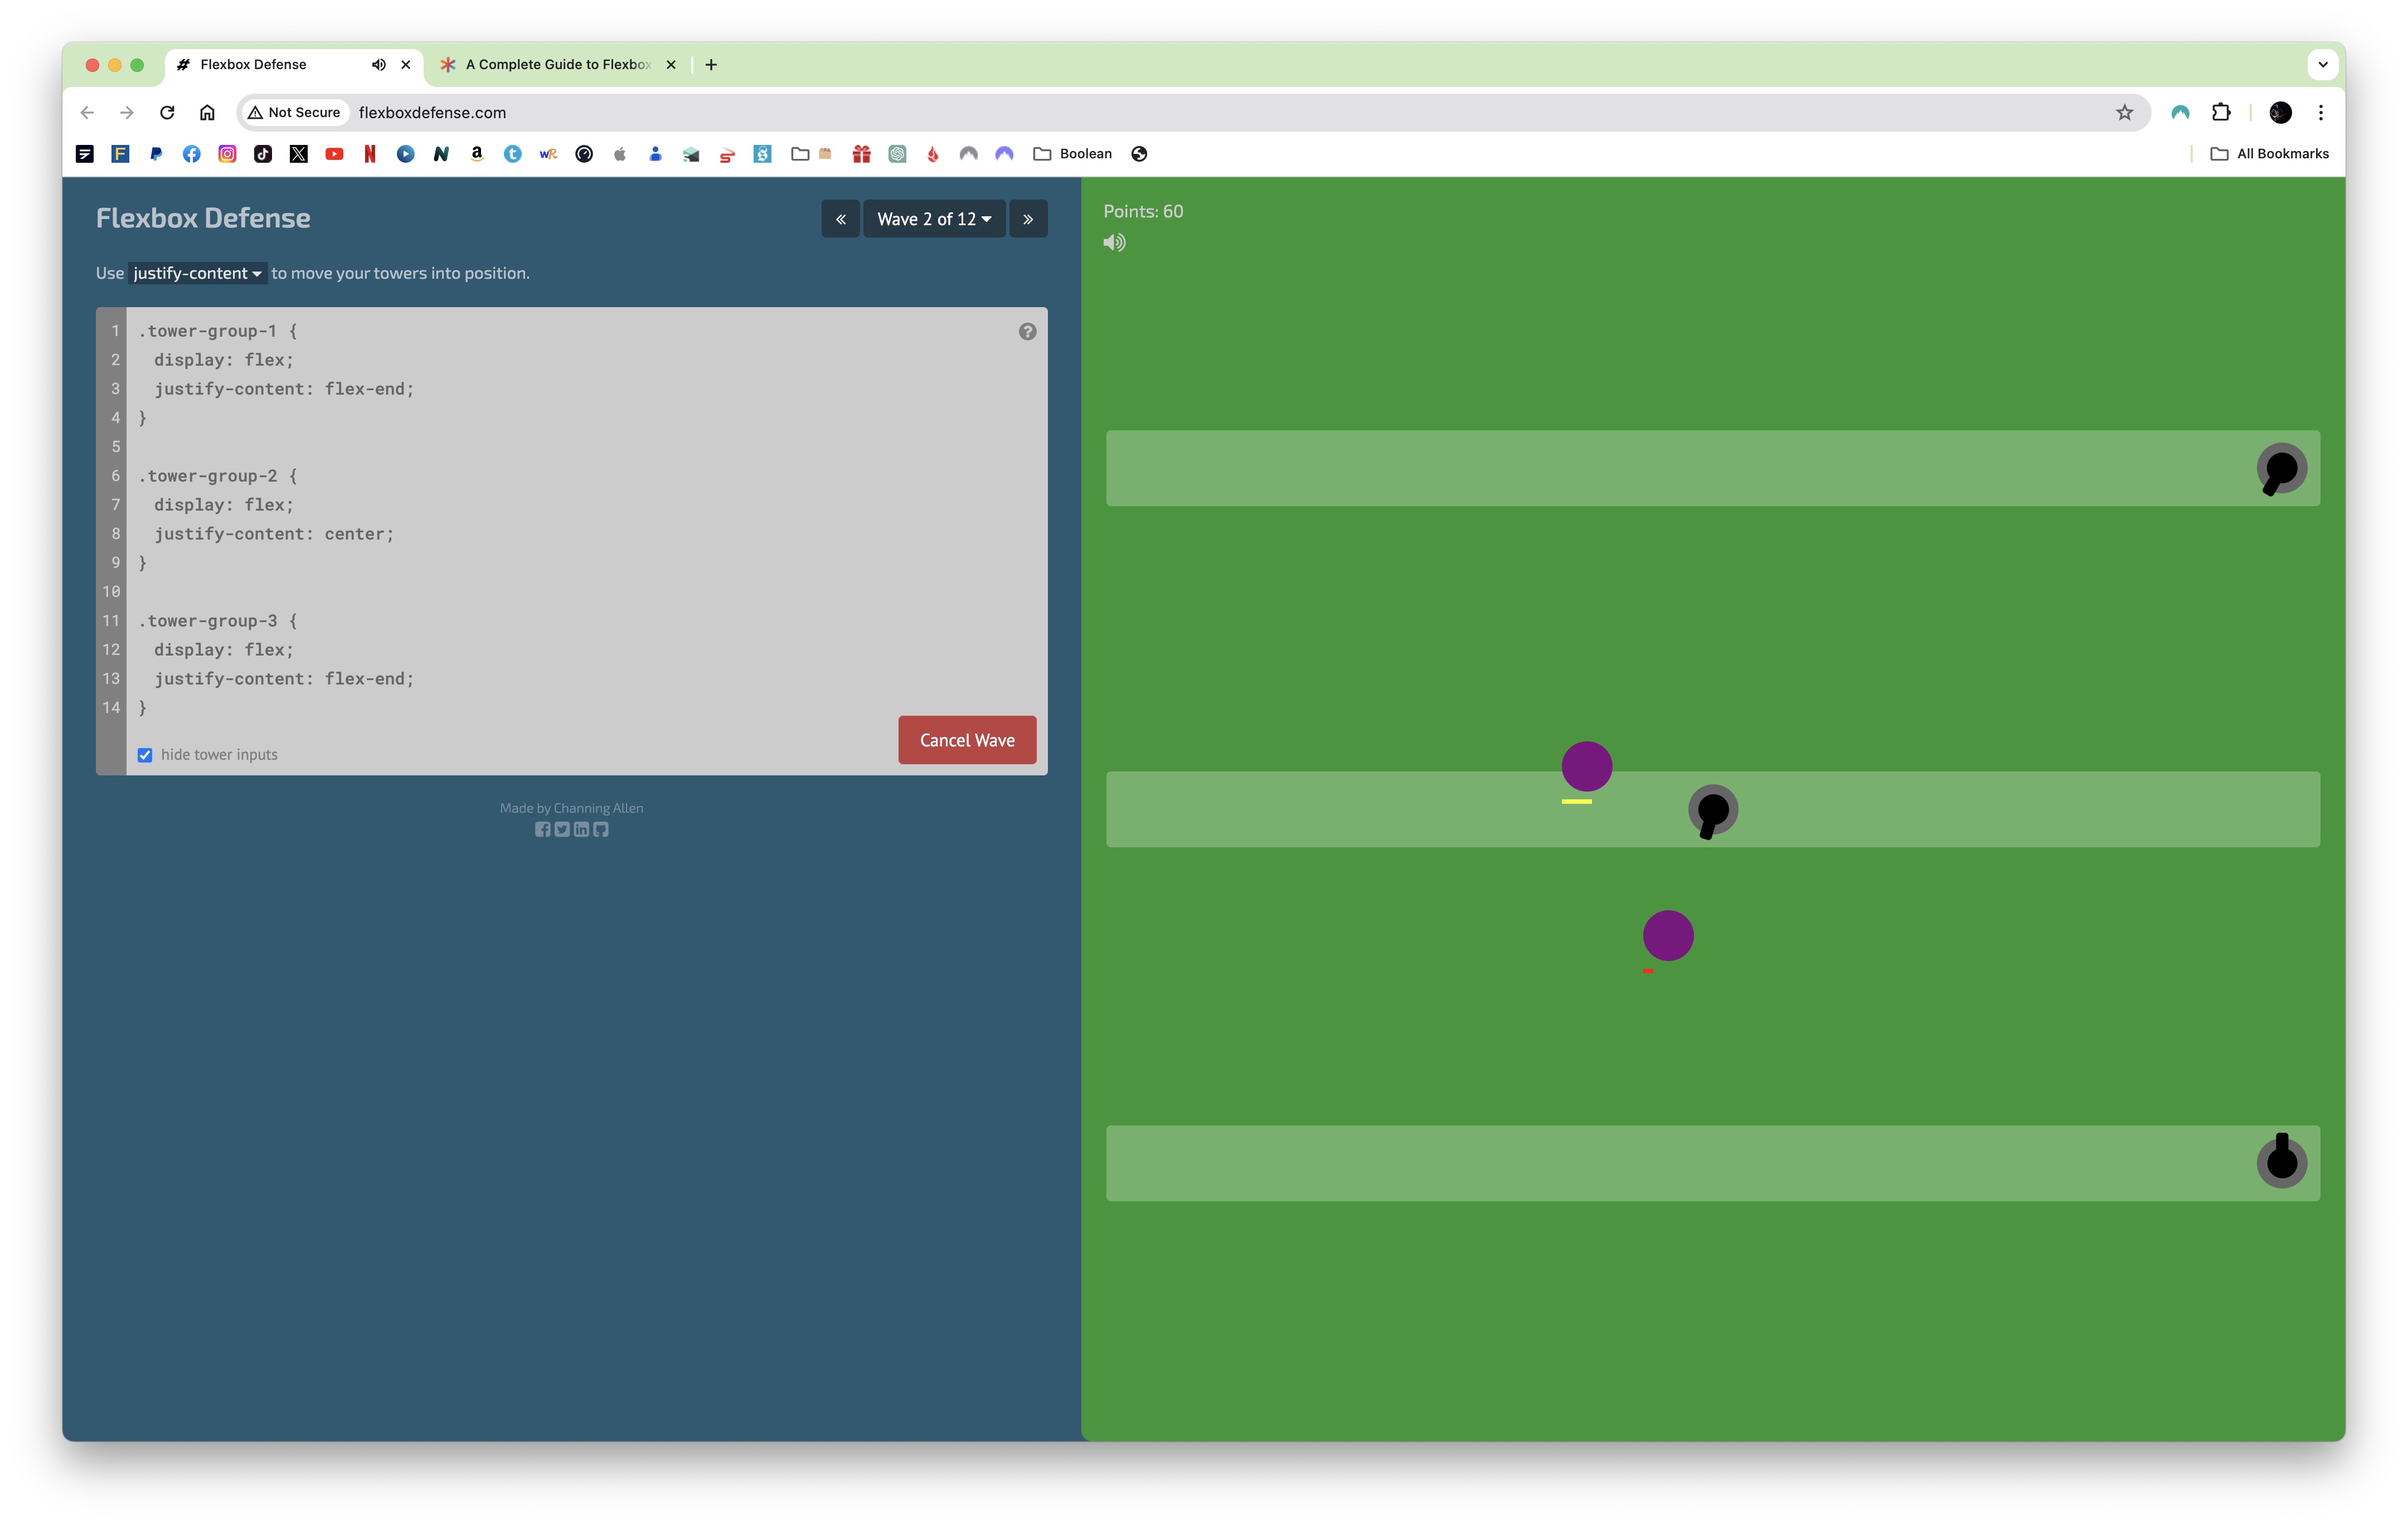 Flexbox Defense
A Complete Guide to Flexbox
Not Secure
flexboxdefense.com
Boolean
All Bookmarks
Flexbox Defense
Wave 2 of 12
Use justify-content to move your towers into position.
1 .tower-group-1 {
2 display: flex;
3 justify-content: flex-end;
4 }
5
6 .tower-group-2 {
7 display: flex;
8 justify-content: center;
9 }
10
11 .tower-group-3 {
12 display: flex;
13 justify-content: flex-end;
14 }
hide tower inputs
Cancel Wave
Made by Channing Allen
Points: 60